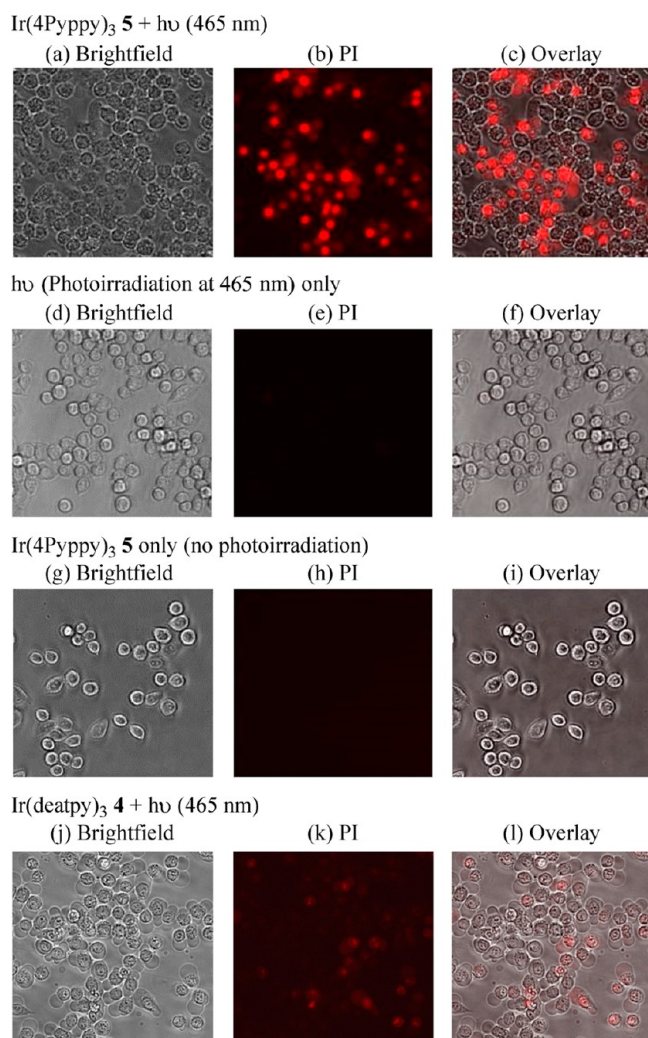 Ir(4Pyppy)₃ 5 + hυ (465 nm)
(a) Brightfield (b) PI (c) Overlay
hυ (Photoirradiation at 465 nm) only
(d) Brightfield (e) PI (f) Overlay
Ir(4Pyppy)₃ 5 only (no photoirradiation)
(g) Brightfield (h) PI (i) Overlay
Ir(deatpy)₃ 4 + hυ (465 nm)
(j) Brightfield (k) PI (l) Overlay